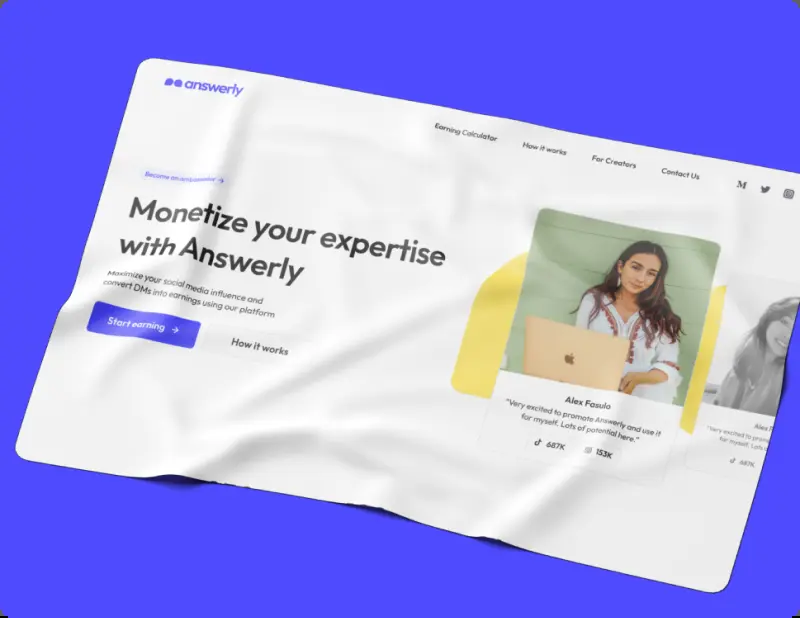 answerly
Earning Calculator
How it works
For Creators
Contact Us
M
Become an ambassador →
Monetize your expertise
with Answerly
Maximize your social media influence and
convert DMs into earnings using our platform
Start earning →
How it works
Alex Fasulo
"Very excited to promote Answerly and use it
for myself. Lots of potential here."
687K
153K
Alex F
"Very excited to prom
for myself. Lots
687K